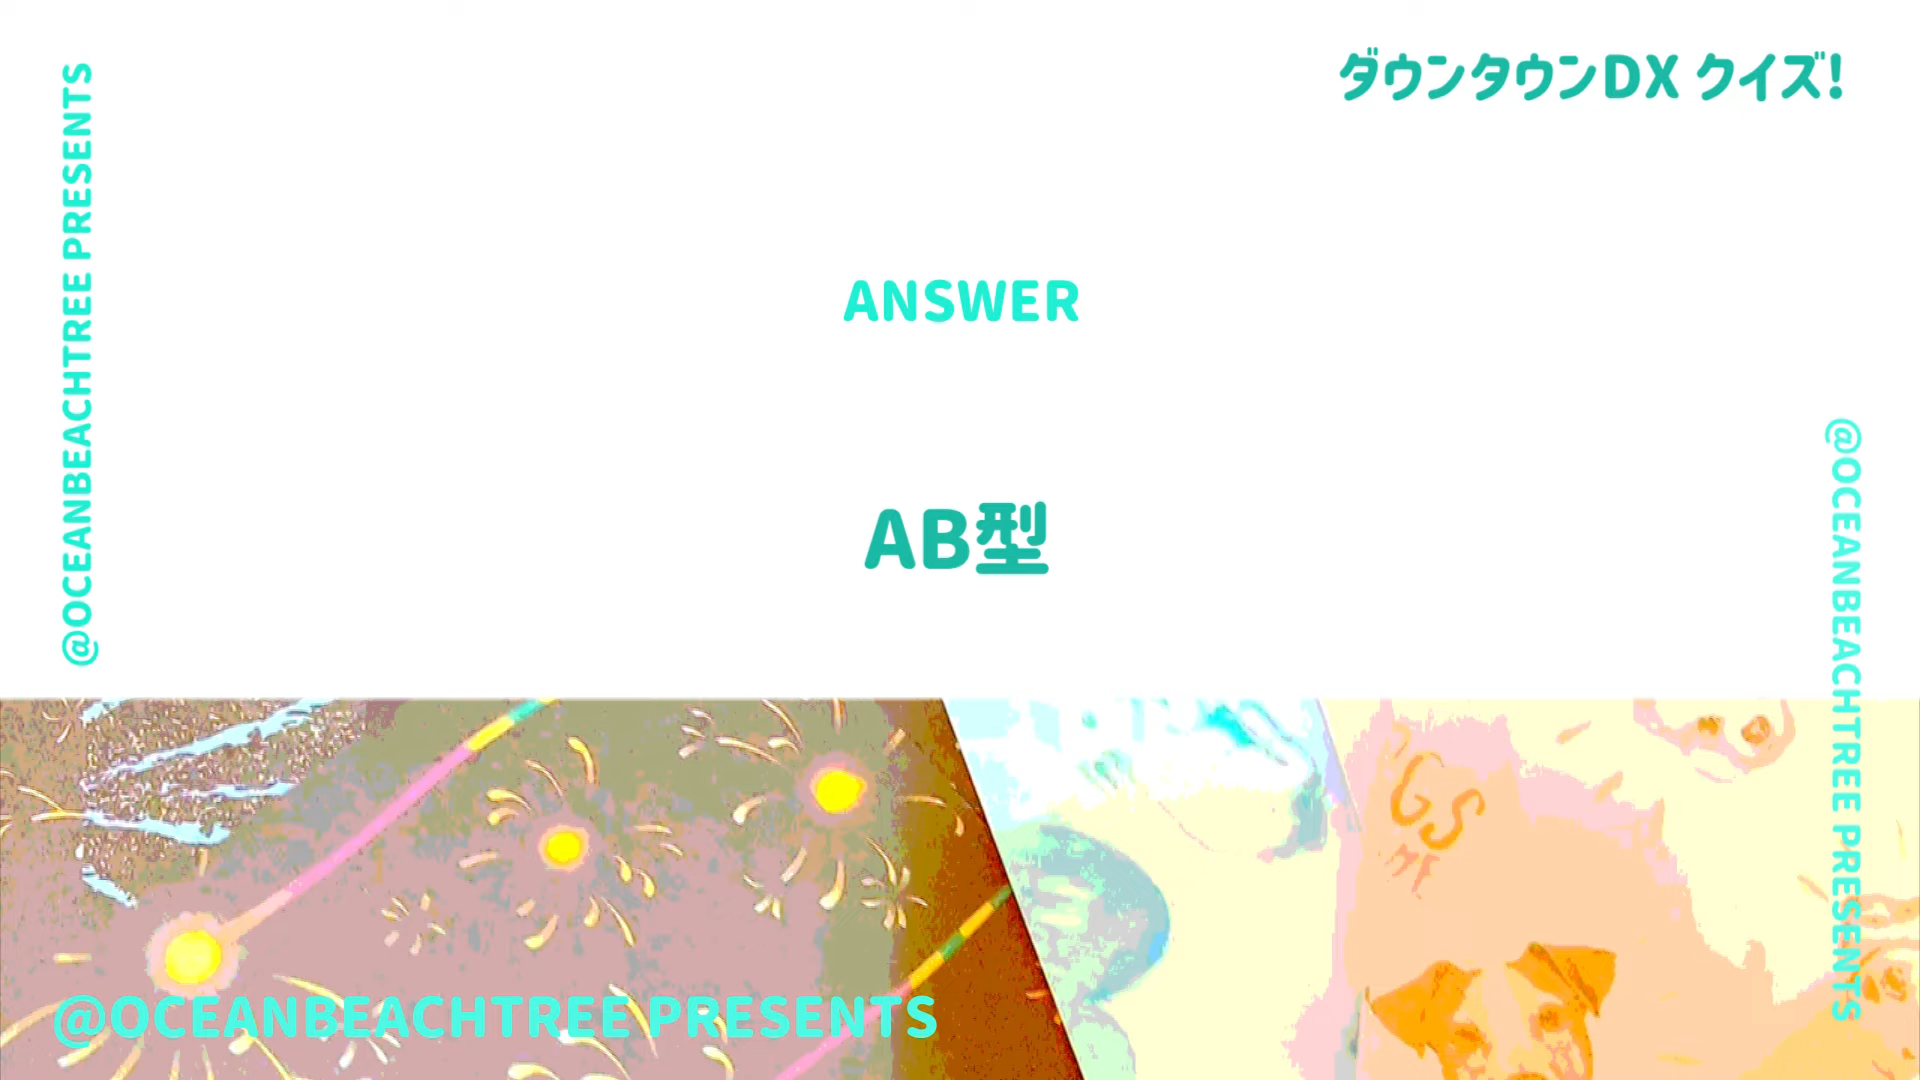 @OCEANBEACHTREE PRESENTS
ダウンタウンDX クイズ!
ANSWER
AB型
@OCEANBEACHTREE PRESENTS
GS
@OCEANBEACHTREE PRESENTS